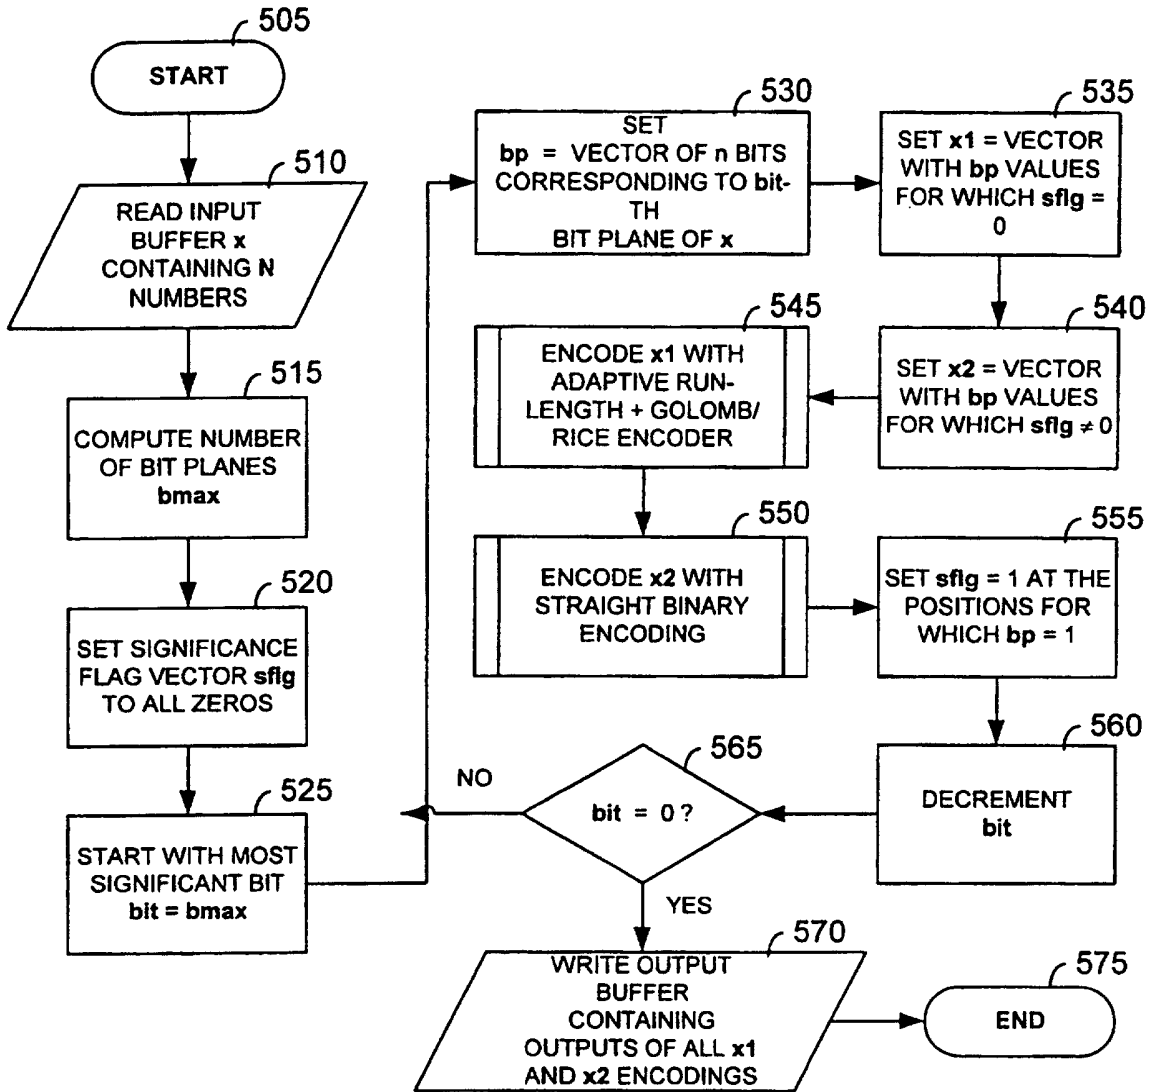 505
START
510
READ INPUT
BUFFER x
CONTAINING N
NUMBERS
515
COMPUTE NUMBER
OF BIT PLANES
bmax
520
SET SIGNIFICANCE
FLAG VECTOR sflg
TO ALL ZEROS
525
START WITH MOST
SIGNIFICANT BIT
bit = bmax
530
SET
bp = VECTOR OF n BITS
CORRESPONDING TO bit-
TH
BIT PLANE OF x
535
SET x1 = VECTOR
WITH bp VALUES
FOR WHICH sflg =
0
540
SET x2 = VECTOR
WITH bp VALUES
FOR WHICH sflg ≠ 0
545
ENCODE x1 WITH
ADAPTIVE RUN-
LENGTH + GOLOMB/
RICE ENCODER
550
ENCODE x2 WITH
STRAIGHT BINARY
ENCODING
555
SET sflg = 1 AT THE
POSITIONS FOR
WHICH bp = 1
560
DECREMENT
bit
565
bit = 0 ?
NO
YES
570
WRITE OUTPUT
BUFFER
CONTAINING
OUTPUTS OF ALL x1
AND x2 ENCODINGS
575
END